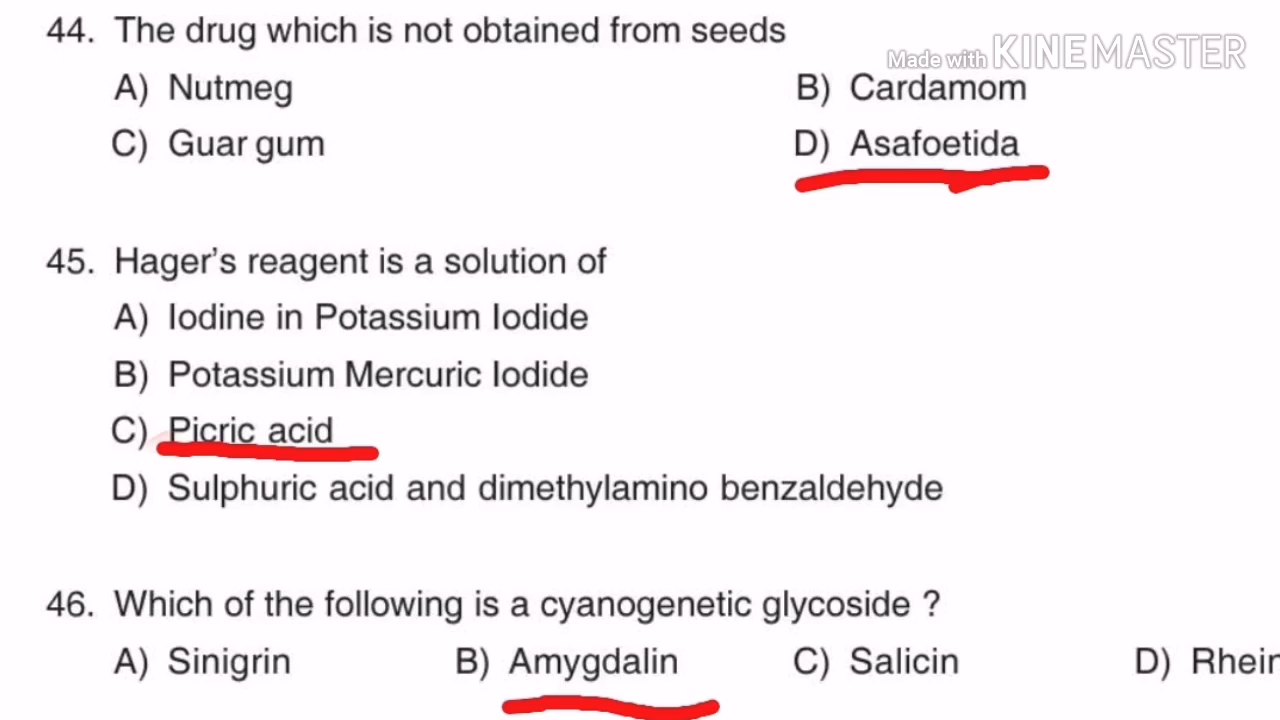 44. The drug which is not obtained from seeds
Made with KINEMASTER
A) Nutmeg B) Cardamom
C) Guar gum D) Asafoetida
45. Hager’s reagent is a solution of
A) Iodine in Potassium Iodide
B) Potassium Mercuric Iodide
C) Picric acid
D) Sulphuric acid and dimethylamino benzaldehyde
46. Which of the following is a cyanogenetic glycoside ?
A) Sinigrin B) Amygdalin C) Salicin D) Rhein